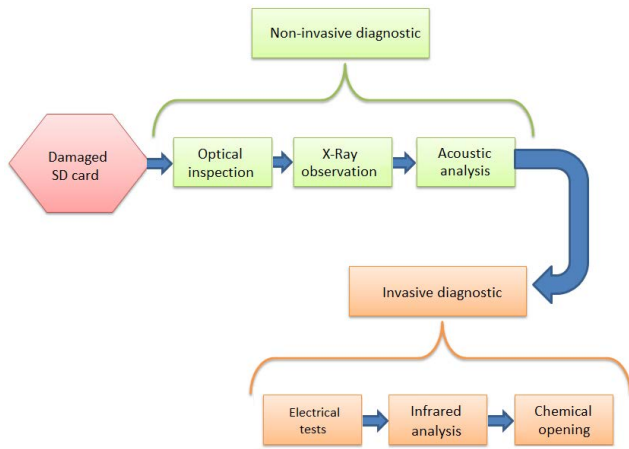 Non-invasive diagnostic
Damaged
SD card
Optical
inspection
X-Ray
observation
Acoustic
analysis
Invasive diagnostic
Electrical
tests
Infrared
analysis
Chemical
opening